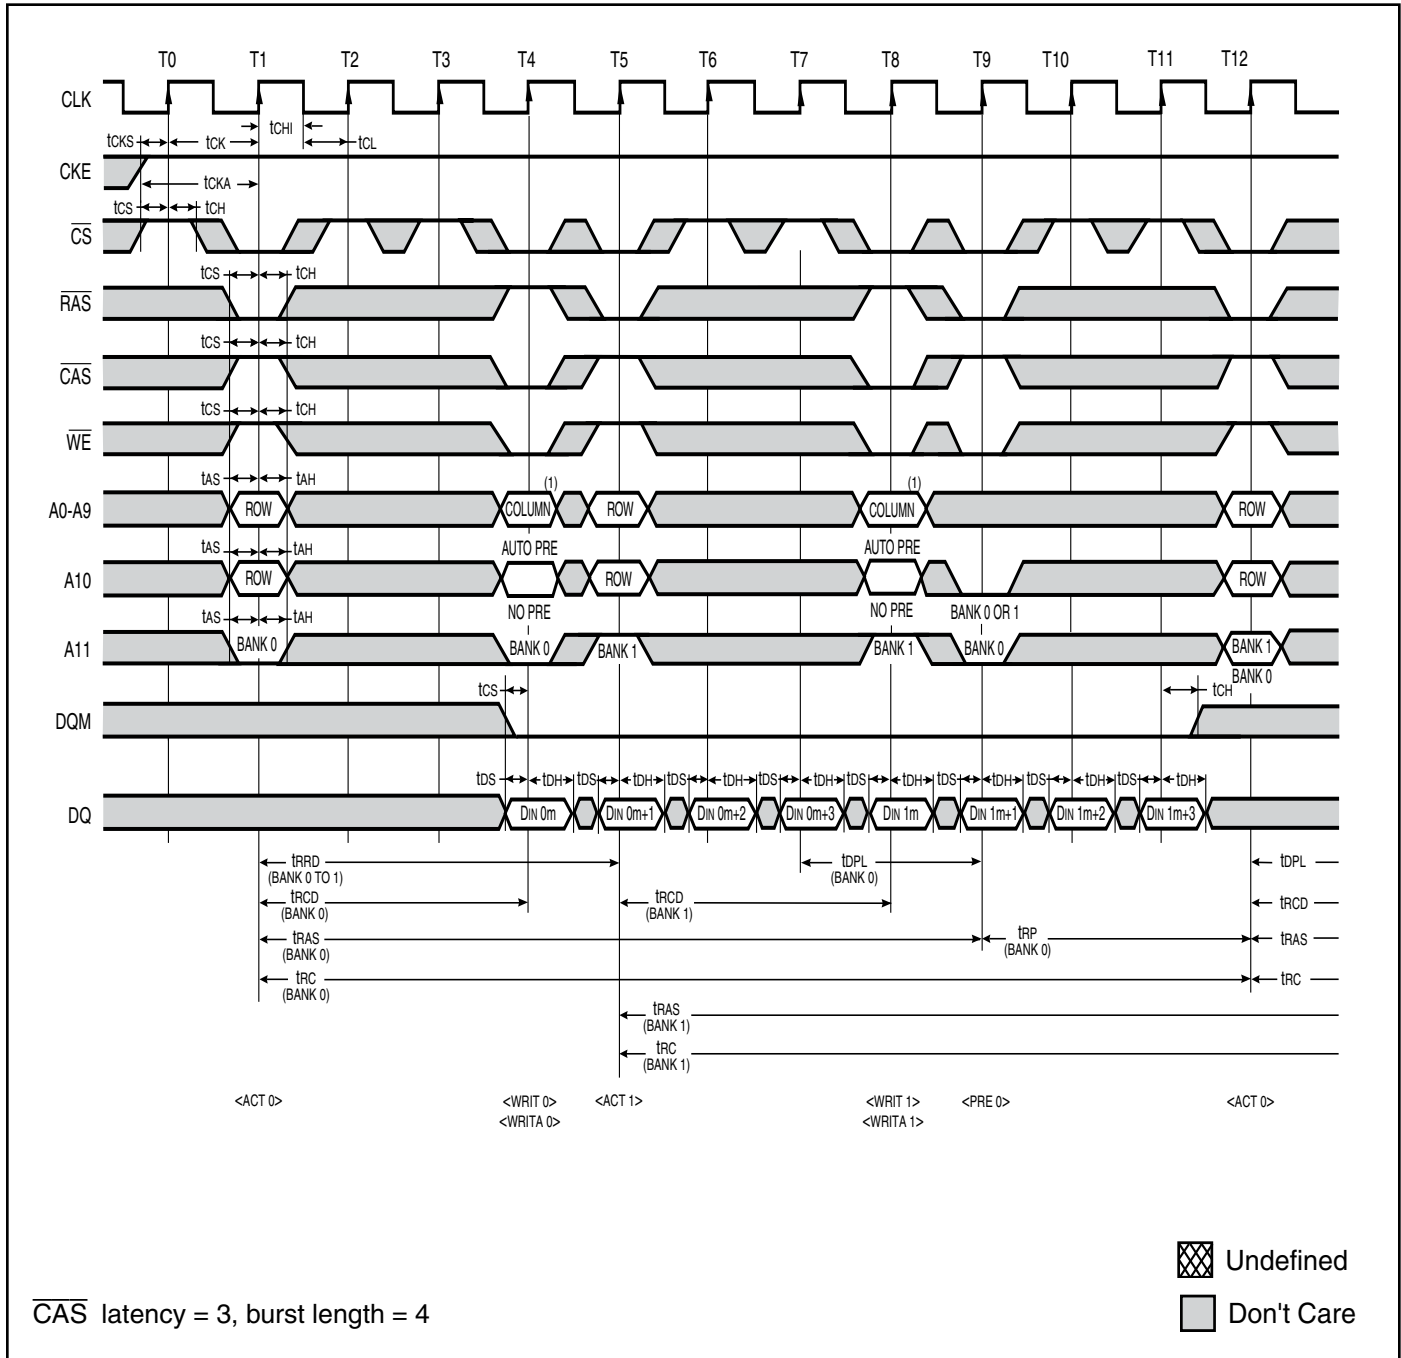 T0 T1 T2 T3 T4 T5 T6 T7 T8 T9 T10 T11 T12
CLK
tCHI
tCKS tCK tCL
CKE
tCKA
tCS tCH
CS
tCS tCH
RAS
tCS tCH
CAS
tCS tCH
WE
tAS tAH (1) (1)
A0-A9 ROW COLUMN ROW COLUMN ROW
tAS tAH AUTO PRE AUTO PRE
A10 ROW ROW ROW
tAS tAH NO PRE NO PRE BANK 0 OR 1
A11 BANK 0 BANK 0 BANK 1 BANK 1 BANK 0 BANK 1
BANK 0
tCS tCH
DQM
tDS tDH tDS tDH tDS tDH tDS tDH tDS tDH tDS tDH tDS tDH tDS tDH
DQ DIN 0m DIN 0m+1 DIN 0m+2 DIN 0m+3 DIN 1m DIN 1m+1 DIN 1m+2 DIN 1m+3
tRRD tDPL tDPL
(BANK 0 TO 1) (BANK 0)
tRCD tRCD tRCD
(BANK 0) (BANK 1)
tRAS tRP tRAS
(BANK 0) (BANK 0)
tRC tRC
(BANK 0)
tRAS
(BANK 1)
tRC
(BANK 1)
<ACT 0> <WRIT 0> <ACT 1> <WRIT 1> <PRE 0> <ACT 0>
<WRITA 0> <WRITA 1>
Undefined
CAS latency = 3, burst length = 4
Don't Care